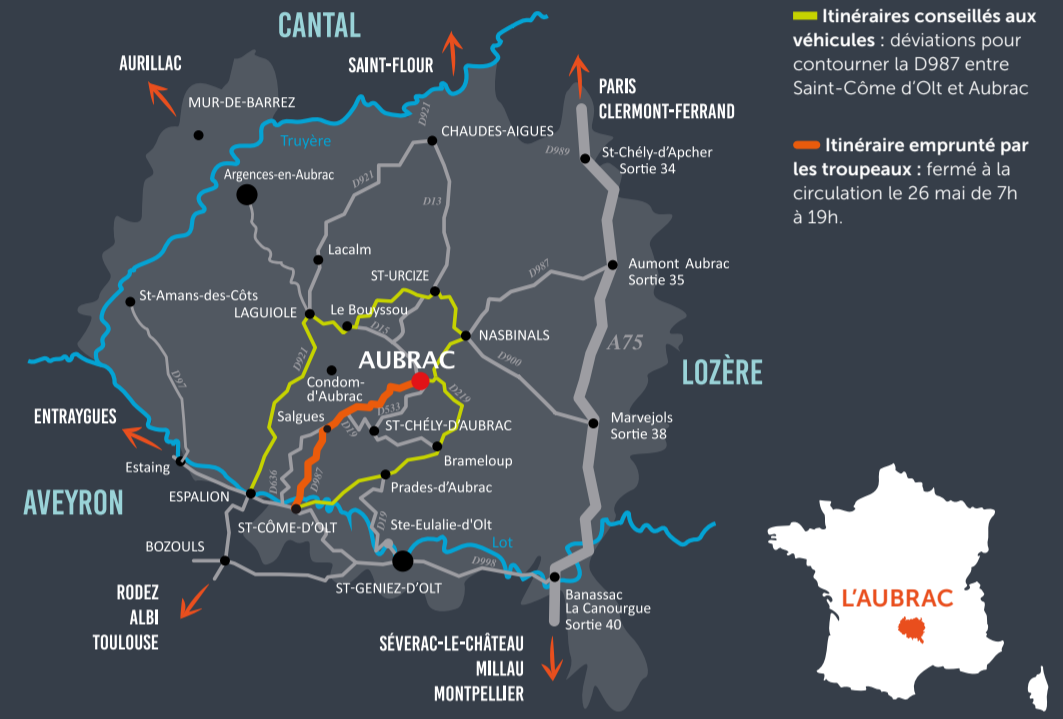 CANTAL
AURILLAC
SAINT-FLOUR
MUR-DE-BARREZ
PARIS
CLERMONT-FERRAND
D921
Truyère
CHAUDES-AIGUES
D989
St-Chély-d'Apcher
Sortie 34
Argences-en-Aubrac
D921
D13
Lacalm
ST-URCIZE
D987
Aumont Aubrac
Sortie 35
St-Amans-des-Côts
LAGUIOLE
Le Bouyssou
D15
NASBINALS
A75
D921
AUBRAC
D900
LOZÈRE
D97
Condom-
d'Aubrac
D219
D533
ENTRAYGUES
Salgues
D19
ST-CHÉLY-D'AUBRAC
Marvejols
Sortie 38
Estaing
Brameloup
D636
D987
Prades-d'Aubrac
AVEYRON
ESPALION
ST-CÔME-D'OLT
D19
Ste-Eulalie-d'Olt
Lot
BOZOULS
D998
ST-GENIEZ-D'OLT
Banassac
La Canourgue
Sortie 40
RODEZ
ALBI
TOULOUSE
SÉVERAC-LE-CHÂTEAU
MILLAU
MONTPELLIER
Itinéraires conseillés aux
véhicules : déviations pour
contourner la D987 entre
Saint-Côme d'Olt et Aubrac
Itinéraire emprunté par
les troupeaux : fermé à la
circulation le 26 mai de 7h
à 19h.
L'AUBRAC